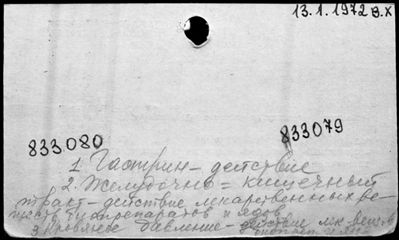 13.1.1972 э.х
833080 833079
1. Гастрин - действие
2. Желудочно = кишечный
тракт - действие лекарственных ве-
ществ препаратов и ядов
3. Кровяное давление - действие лек. вещ.